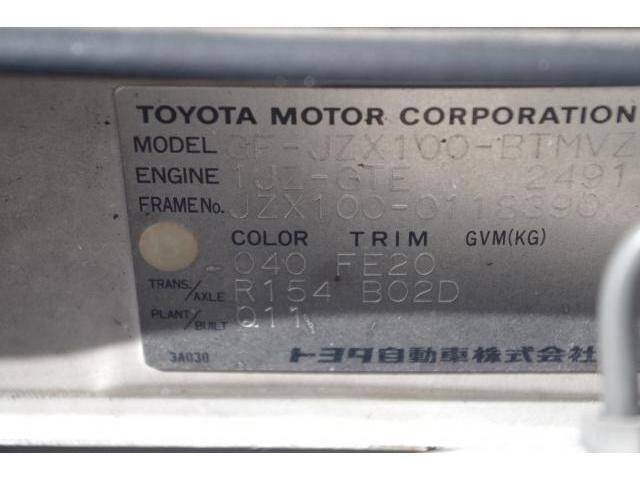 TOYOTA MOTOR CORPORATION
MODEL GF-JZX100-BTMVZ
ENGINE 1JZ-GTE 2491
FRAME No. JZX100-0118390
COLOR TRIM GVM(KG)
040 FE20
TRANS./AXLE R154 B02D
PLANT/BUILT Q11
3A030 トヨタ自動車株式会社